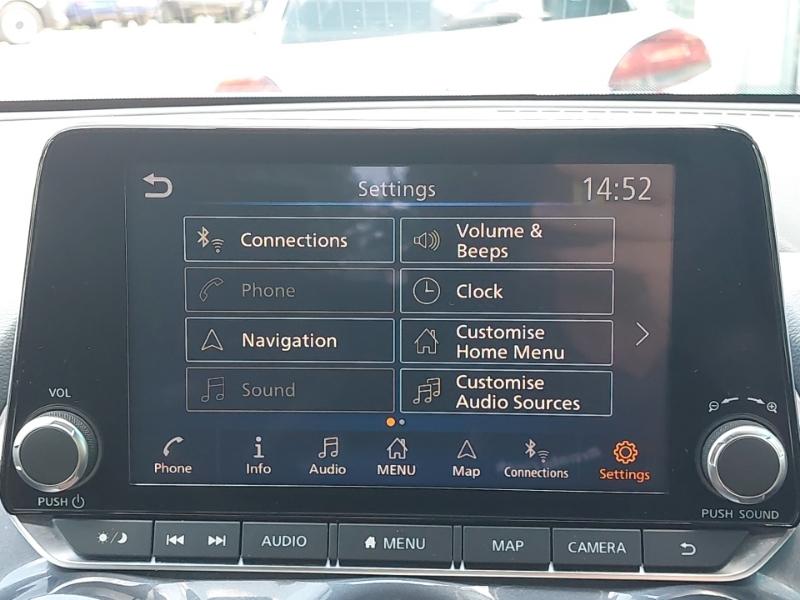 Settings
14:52
Connections
Volume &
Beeps
Phone
Clock
Navigation
Customise
Home Menu
Sound
Customise
Audio Sources
Phone
Info
Audio
MENU
Map
Connections
Settings
VOL
PUSH
PUSH SOUND
AUDIO
MENU
MAP
CAMERA